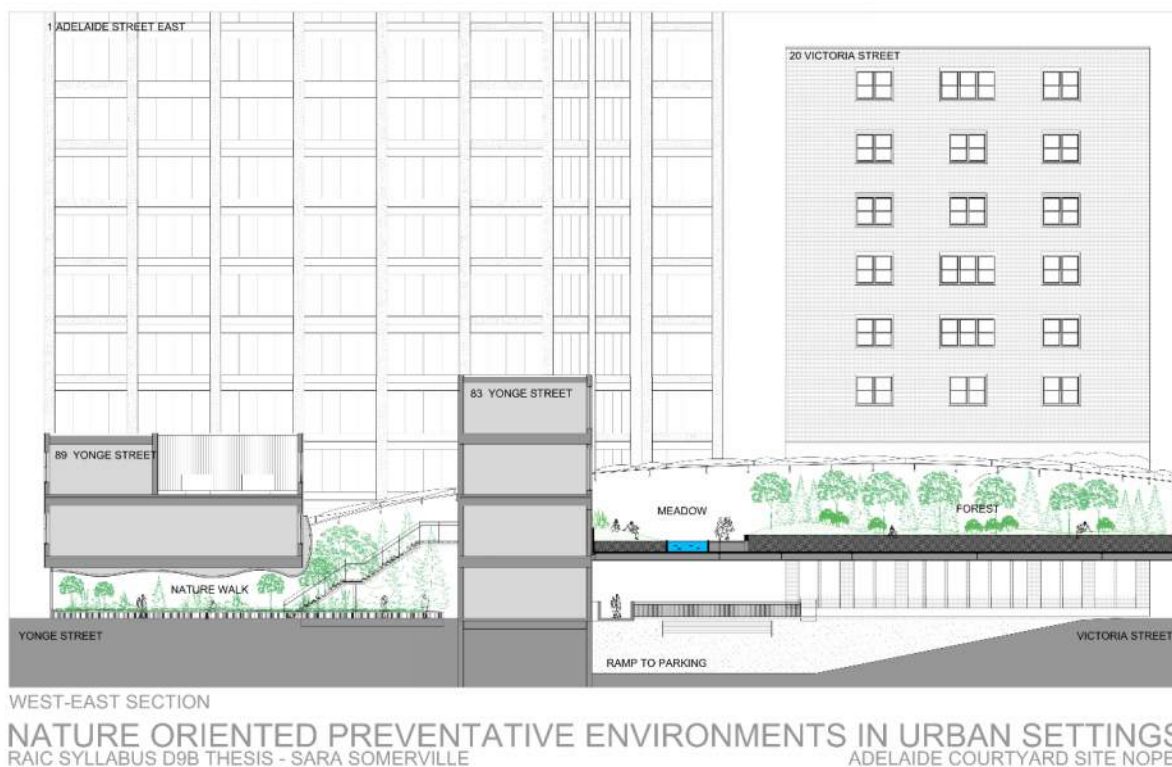 1 ADELAIDE STREET EAST
20 VICTORIA STREET
83 YONGE STREET
89 YONGE STREET
MEADOW
FOREST
NATURE WALK
YONGE STREET
VICTORIA STREET
RAMP TO PARKING
WEST-EAST SECTION
NATURE ORIENTED PREVENTATIVE ENVIRONMENTS IN URBAN SETTINGS
RAIC SYLLABUS D9B THESIS - SARA SOMERVILLE
ADELAIDE COURTYARD SITE NOPE